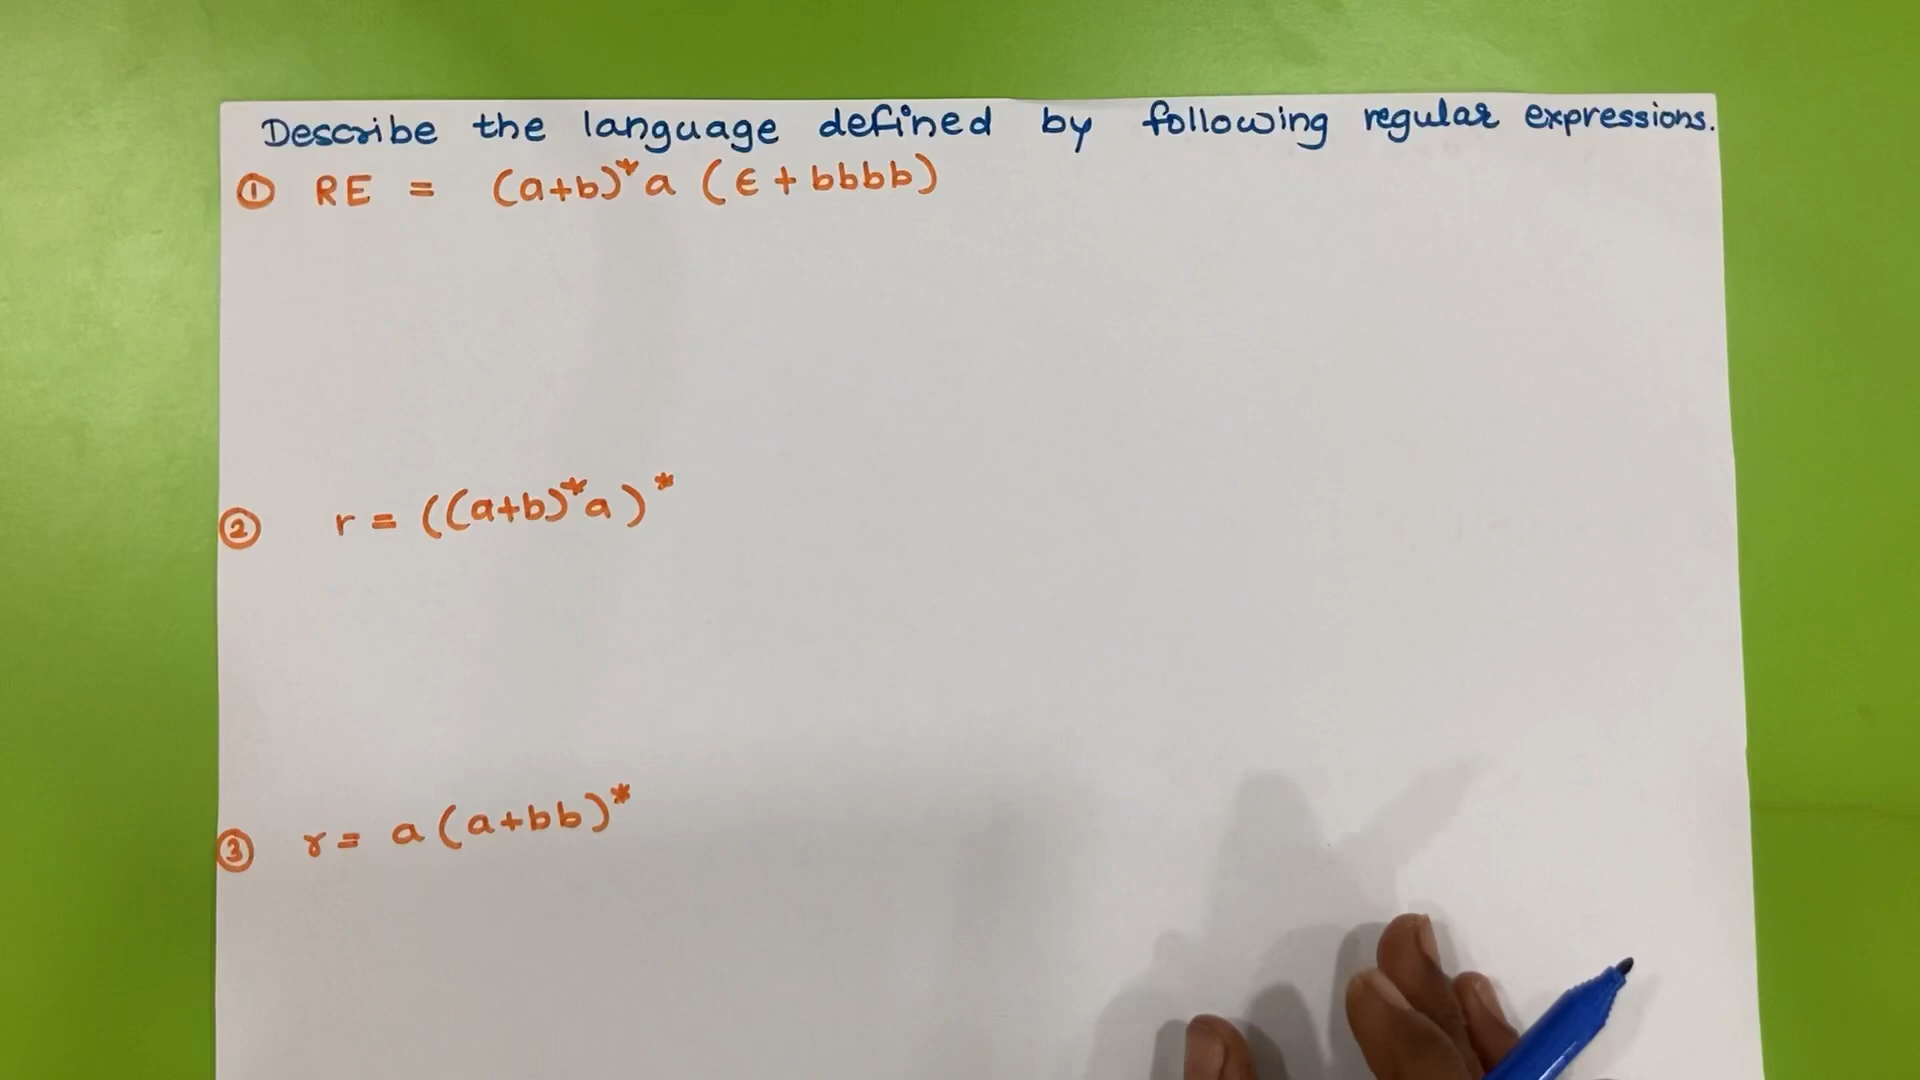 Describe the language defined by following regular expressions.
① RE = (a+b)*a (ϵ + bbbb)
② r = ((a+b)*a)*
③ r = a (a+bb)*